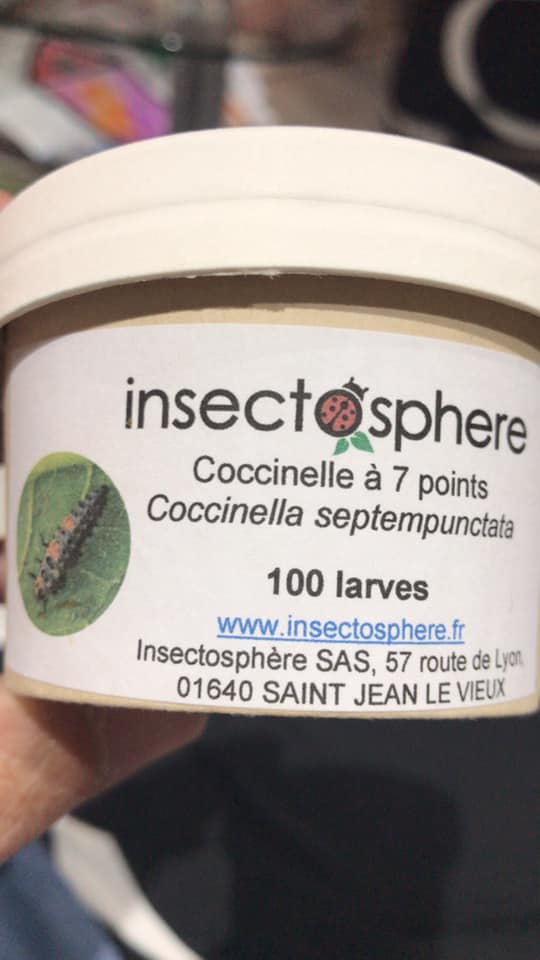 insectosphere
Coccinelle à 7 points
Coccinella septempunctata
100 larves
www.insectosphere.fr
Insectosphère SAS, 57 route de Lyon,
01640 SAINT JEAN LE VIEUX